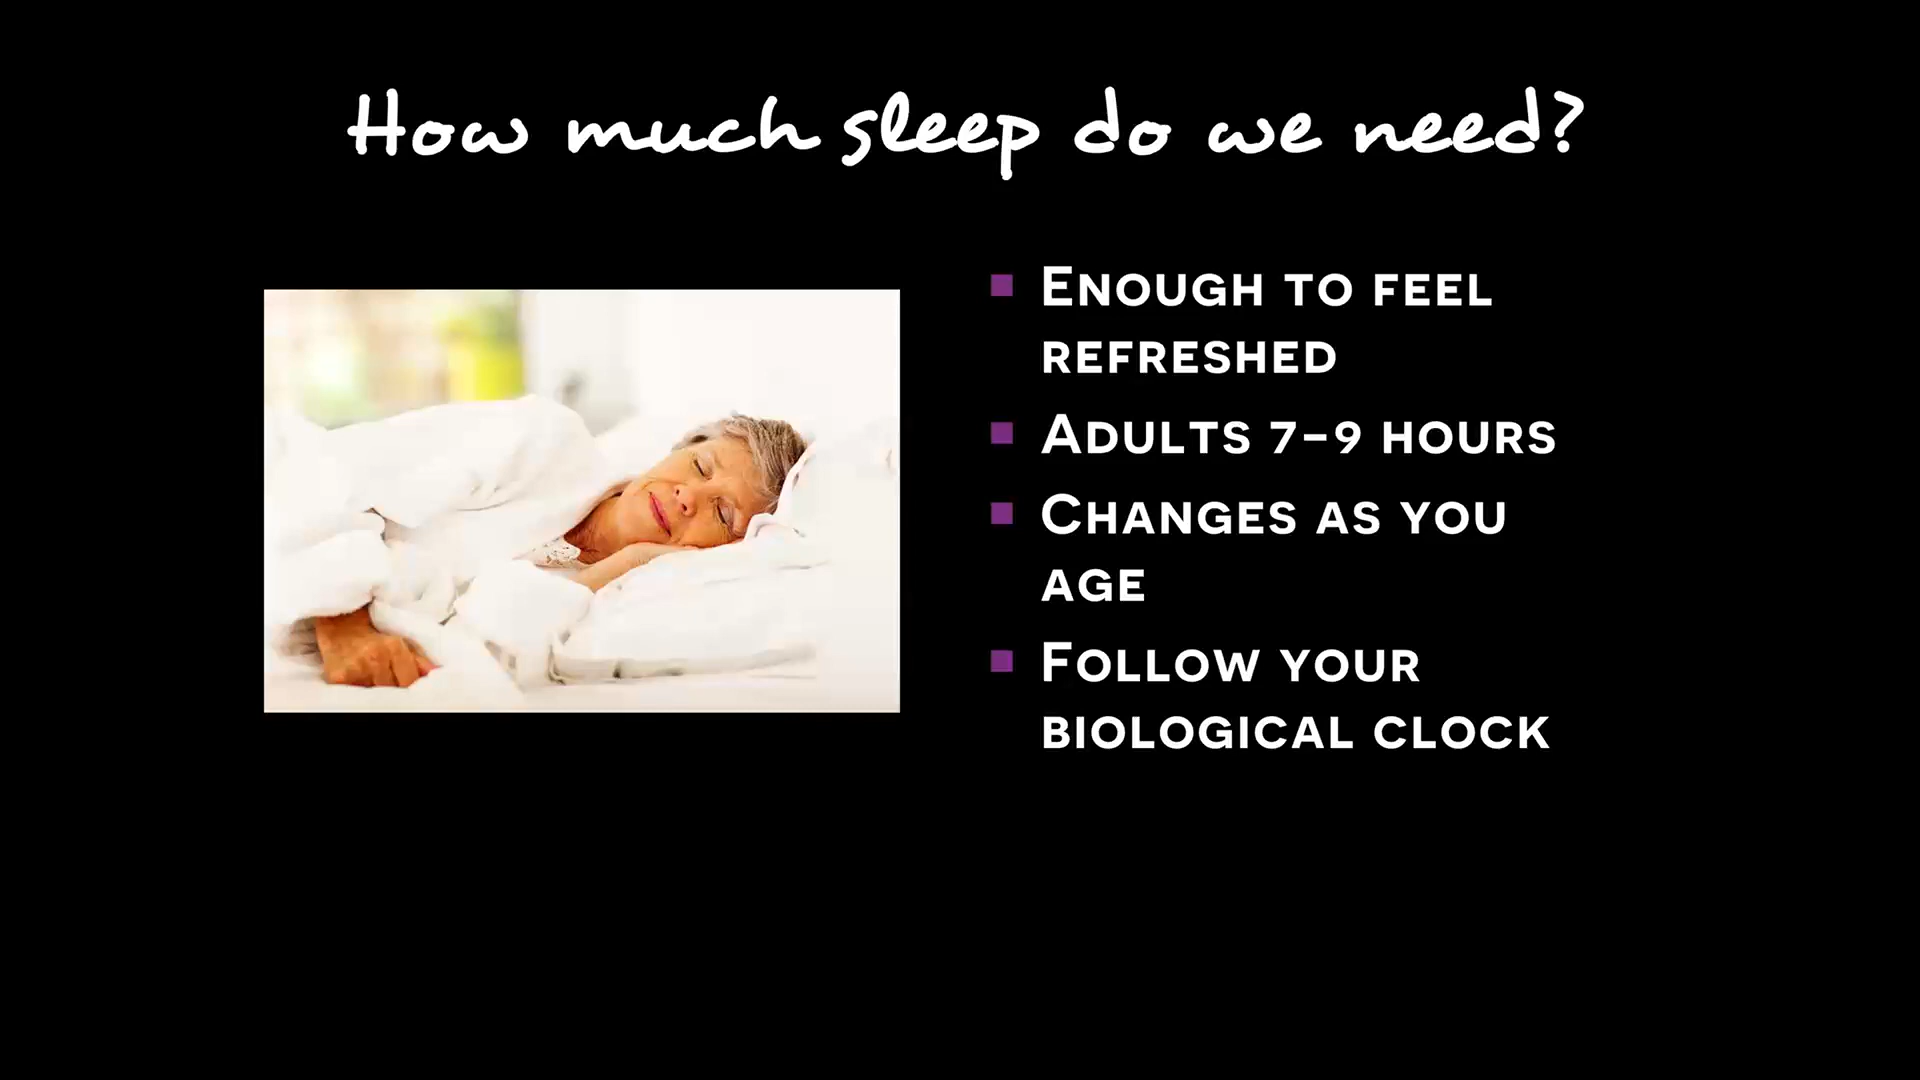 How much sleep do we need?
Enough to feel
refreshed
Adults 7-9 hours
Changes as you
age
Follow your
biological clock